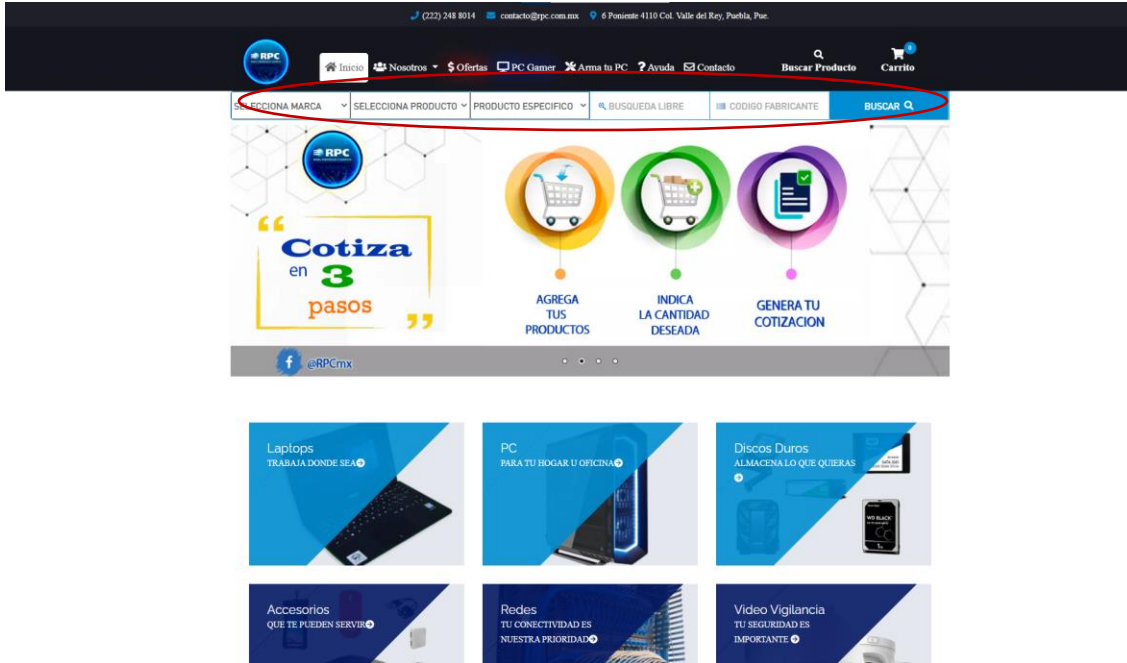 (222) 248 8014 contacto@rpc.com.mx 6 Poniente 4110 Col. Valle del Rey, Puebla, Pue.
RPC
Inicio Nosotros $ Ofertas PC Gamer Arma tu PC ? Ayuda Contacto Buscar Producto Carrito
0
SELECCIONA MARCA SELECCIONA PRODUCTO PRODUCTO ESPECIFICO BUSQUEDA LIBRE CODIGO FABRICANTE BUSCAR
RPC
“
Cotiza
en 3
pasos
”
AGREGA
TUS
PRODUCTOS
INDICA
LA CANTIDAD
DESEADA
GENERA TU
COTIZACION
f @RPCmx
Laptops
TRABAJA DONDE SEA
PC
PARA TU HOGAR U OFICINA
Discos Duros
ALMACENA LO QUE QUIERAS
WD BLACK
Accesorios
QUE TE PUEDEN SERVIR
Redes
TU CONECTIVIDAD ES
NUESTRA PRIORIDAD
Video Vigilancia
TU SEGURIDAD ES
IMPORTANTE